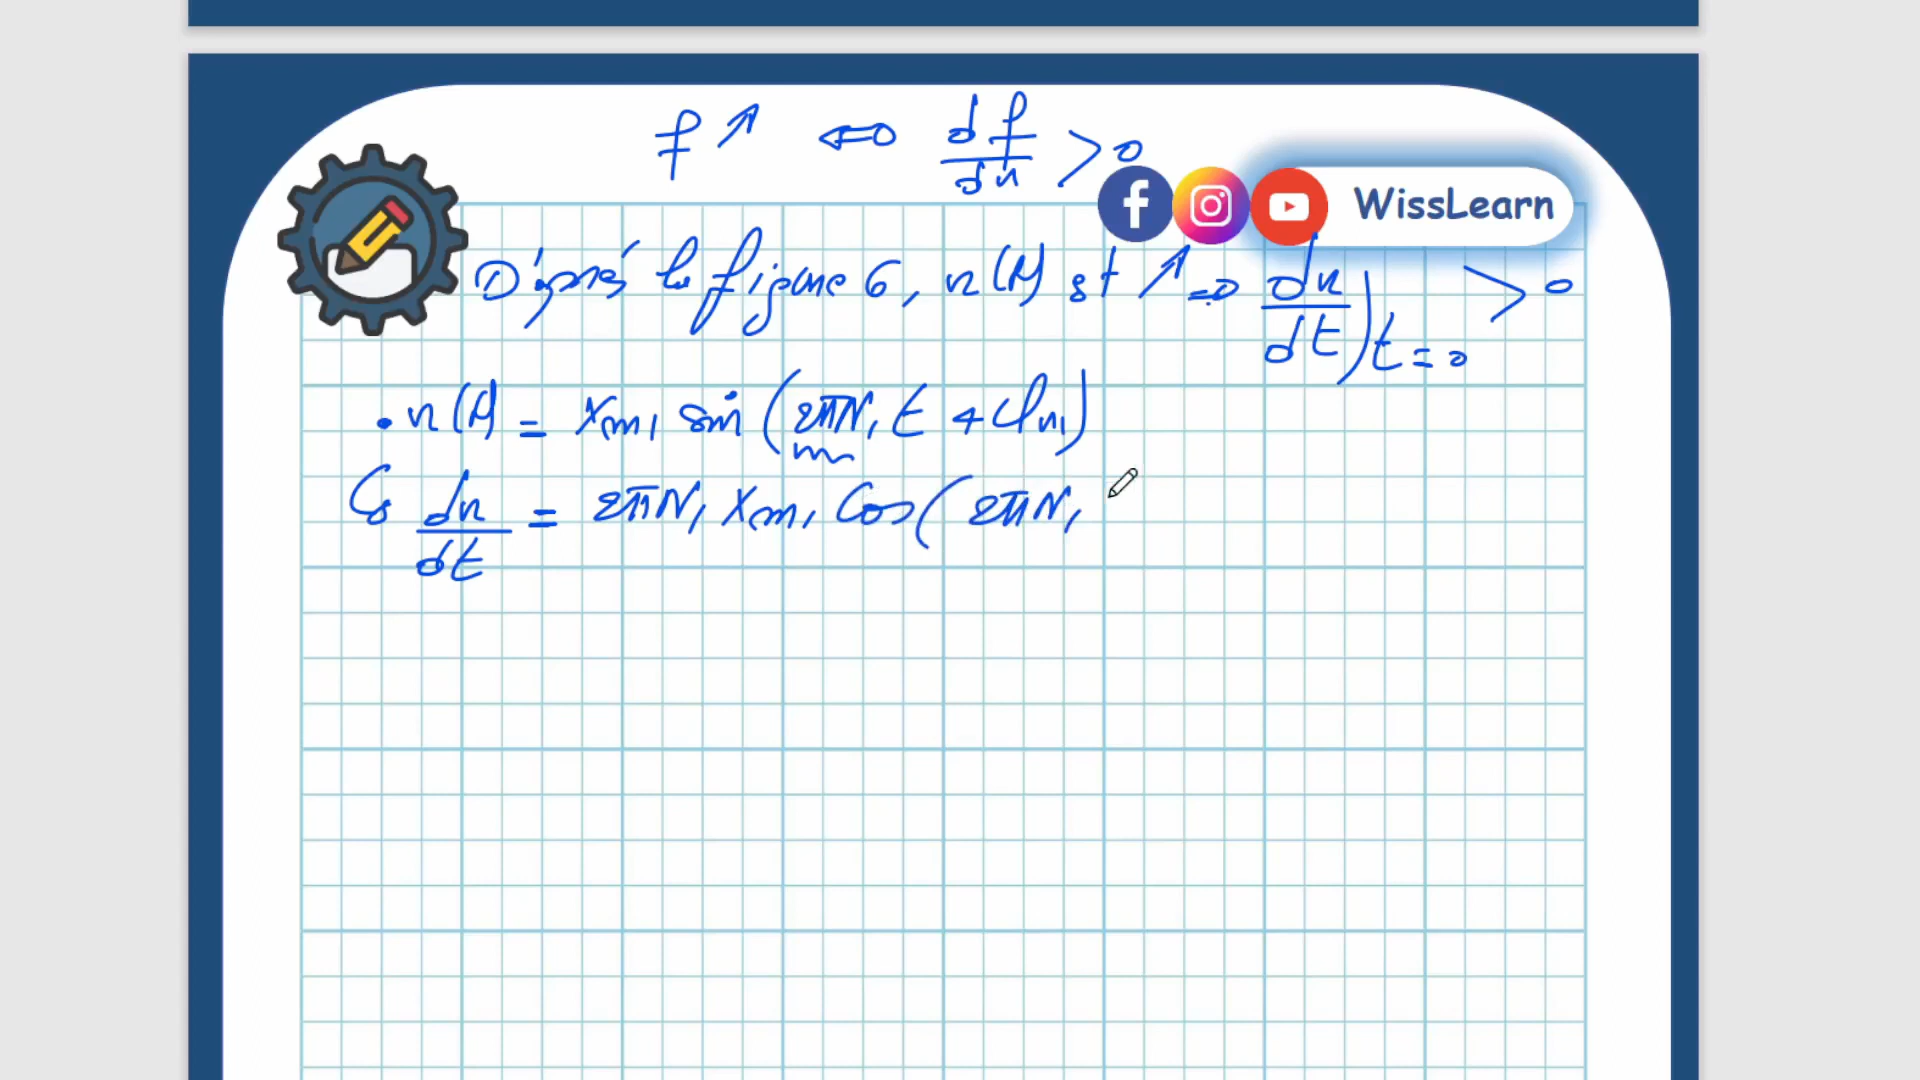 f ↗ ⟺ df/dx > 0
WissLearn
D'après la figure 6, x(t) est ↗ ⇒ dx/dt)t=0 > 0
• x(t) = Xm1 sin(2πN1 t + φx1)
↳ dx/dt = 2πN1 Xm1 cos(2πN1